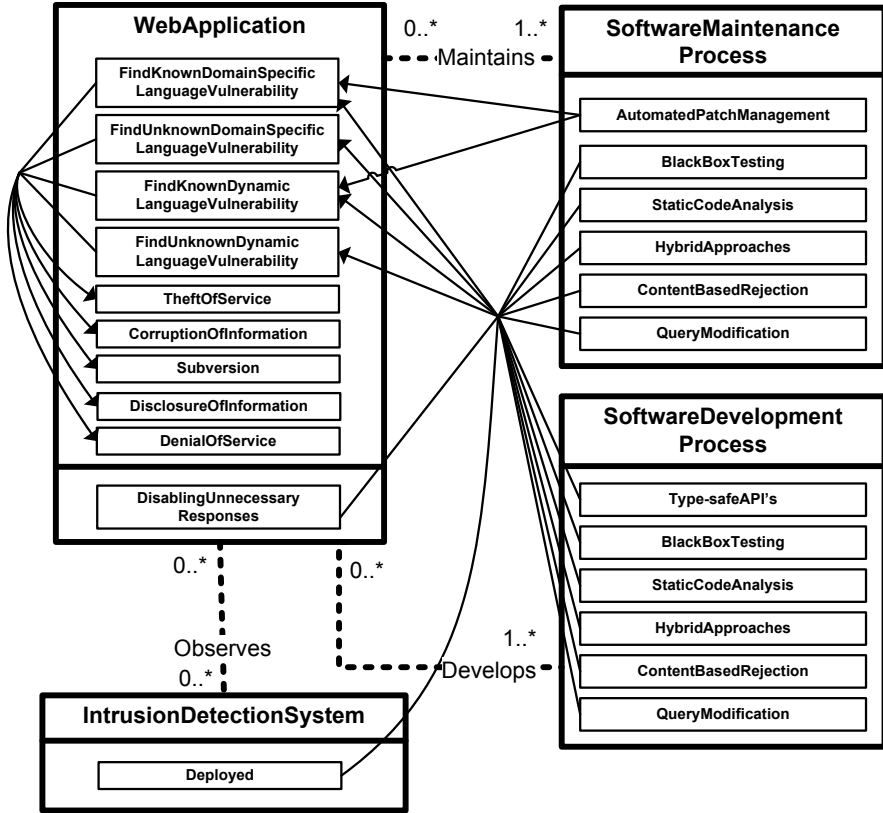 WebApplication
FindKnownDomainSpecific
LanguageVulnerability
FindUnknownDomainSpecific
LanguageVulnerability
FindKnownDynamic
LanguageVulnerability
FindUnknownDynamic
LanguageVulnerability
TheftOfService
CorruptionOfInformation
Subversion
DisclosureOfInformation
DenialOfService
DisablingUnnecessary
Responses
0..*
1..*
Maintains
SoftwareMaintenance
Process
AutomatedPatchManagement
BlackBoxTesting
StaticCodeAnalysis
HybridApproaches
ContentBasedRejection
QueryModification
SoftwareDevelopment
Process
Type-safeAPI's
BlackBoxTesting
StaticCodeAnalysis
HybridApproaches
ContentBasedRejection
QueryModification
0..*
0..*
Observes
0..*
1..*
Develops
IntrusionDetectionSystem
Deployed